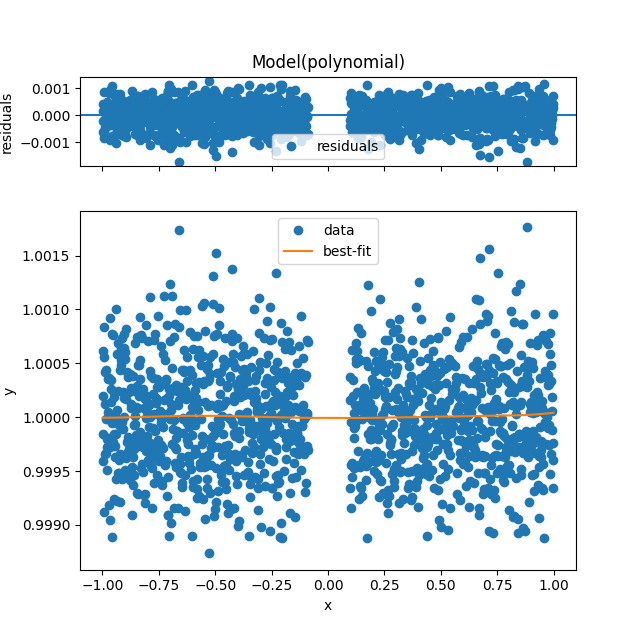 Model(polynomial)
0.001
0.000
−0.001
residuals
residuals
data
best-fit
1.0015
1.0010
1.0005
1.0000
0.9995
0.9990
y
−1.00 −0.75 −0.50 −0.25 0.00 0.25 0.50 0.75 1.00
x